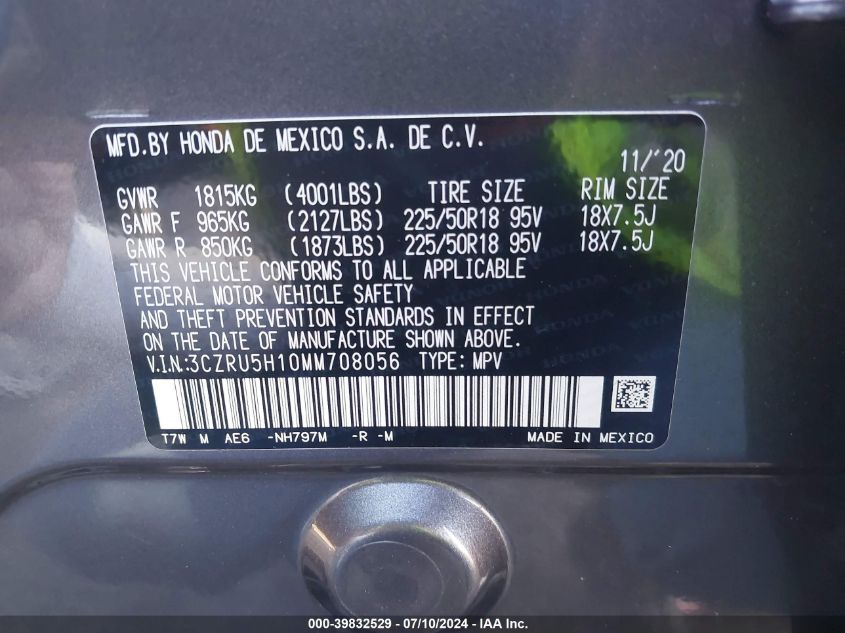 MFD.BY HONDA DE MEXICO S.A. DE C.V.
11/'20
GVWR 1815KG (4001LBS) TIRE SIZE RIM SIZE
GAWR F 965KG (2127LBS) 225/50R18 95V 18X7.5J
GAWR R 850KG (1873LBS) 225/50R18 95V 18X7.5J
THIS VEHICLE CONFORMS TO ALL APPLICABLE
FEDERAL MOTOR VEHICLE SAFETY
AND THEFT PREVENTION STANDARDS IN EFFECT
ON THE DATE OF MANUFACTURE SHOWN ABOVE.
V.I.N.:3CZRU5H10MM708056 TYPE: MPV
T7W M AE6 -NH797M -R -M MADE IN MEXICO
000-39832529 - 07/10/2024 - IAA Inc.